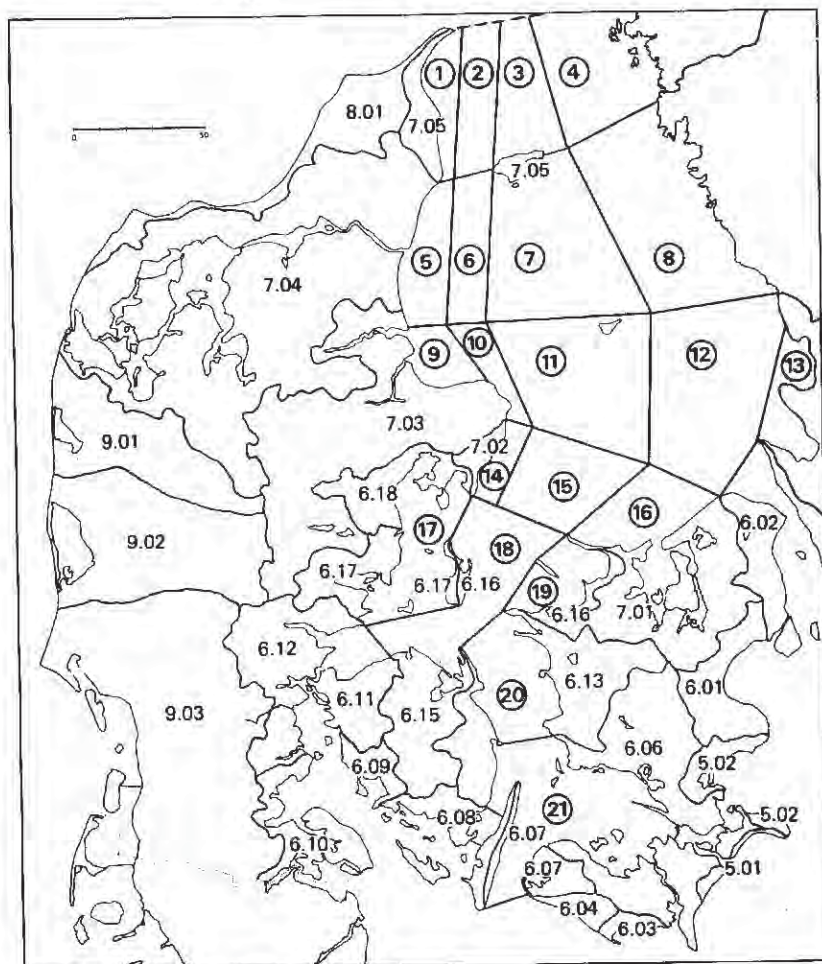 ① ② ③ ④
8.01
7.05
0 50
7.05
⑤ ⑥ ⑦ ⑧
7.04
⑨ ⑩ ⑪ ⑫ ⑬
7.03
9.01
7.02
6.18 ⑭ ⑮ ⑯
⑰ 6.02
9.02 ⑱
6.17 6.17 6.16 ⑲ 6.16 7.01
6.12
6.11 6.15 ⑳ 6.13 6.01
9.03
6.06
6.09 5.02
6.08 6.07 ㉑ 5.02
6.10 6.07 5.01
6.04
6.03